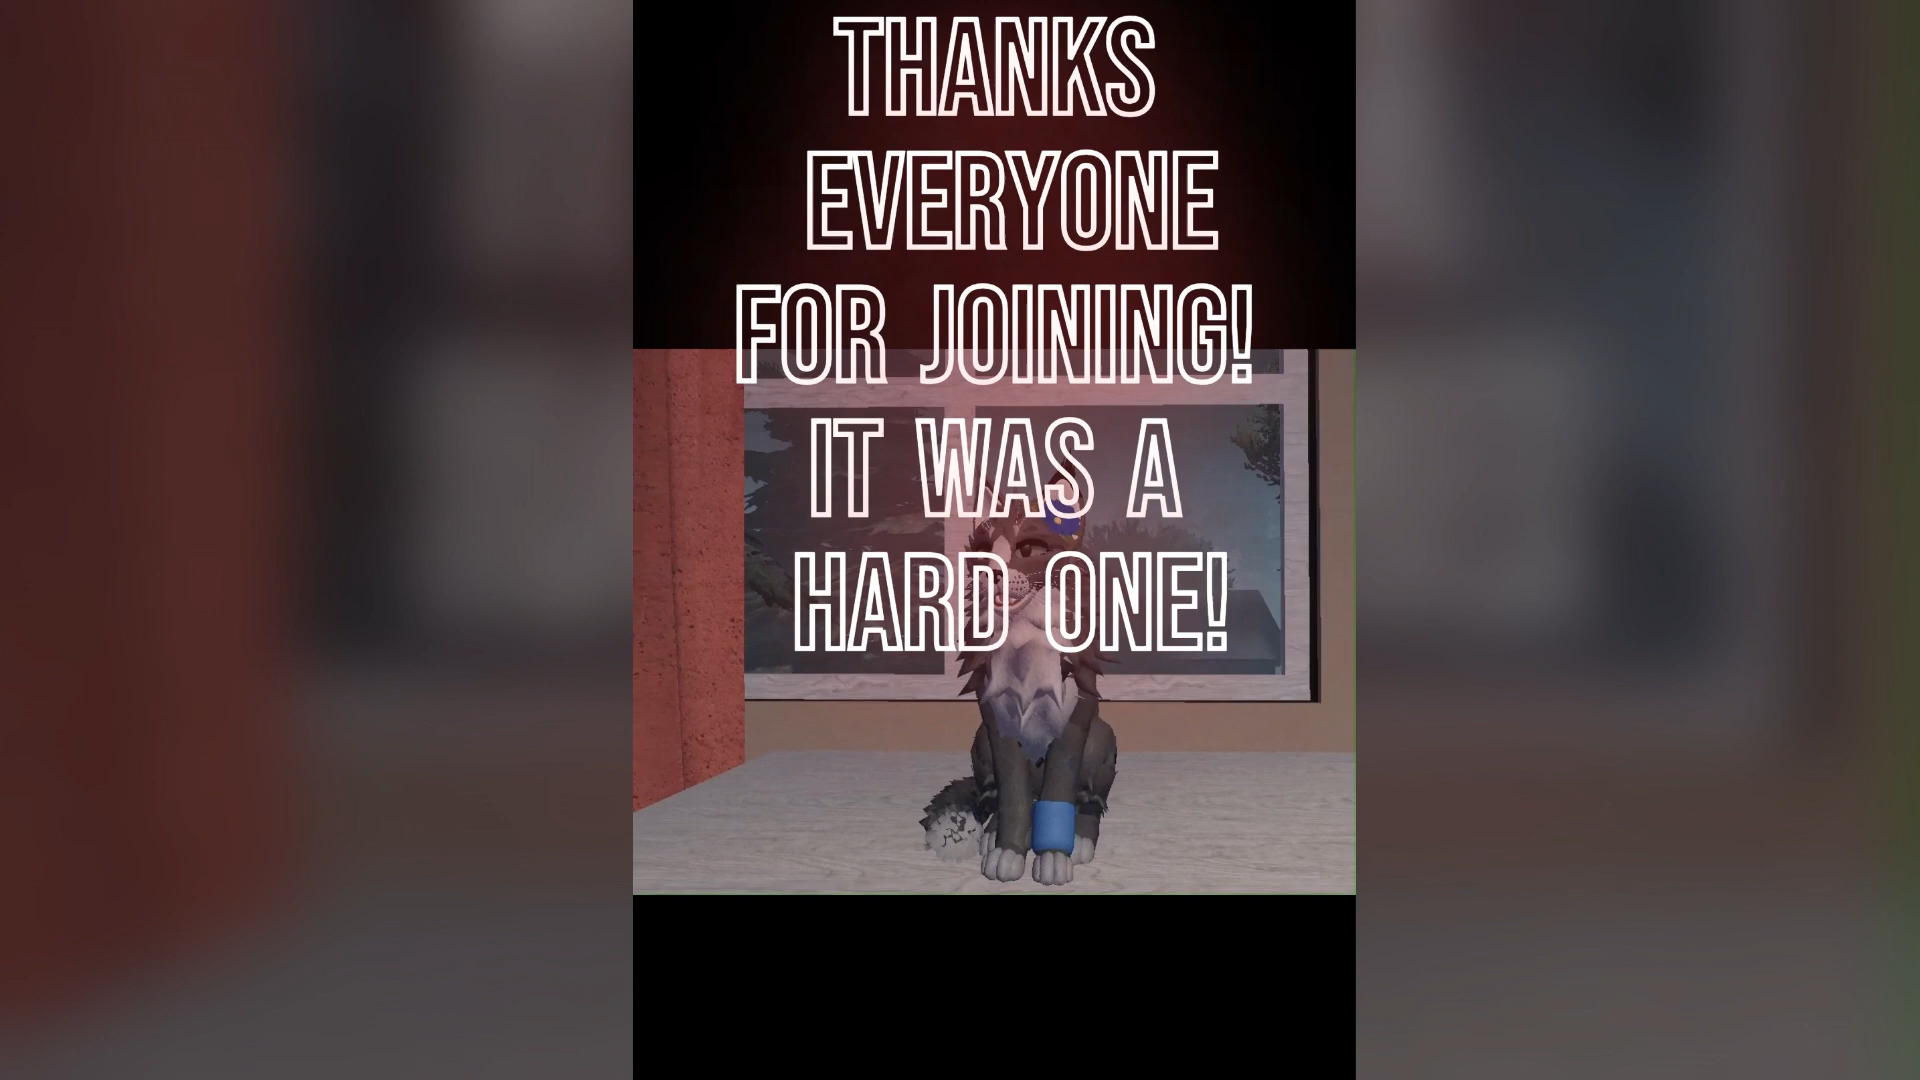 THANKS
EVERYONE
FOR JOINING!
IT WAS A
HARD ONE!